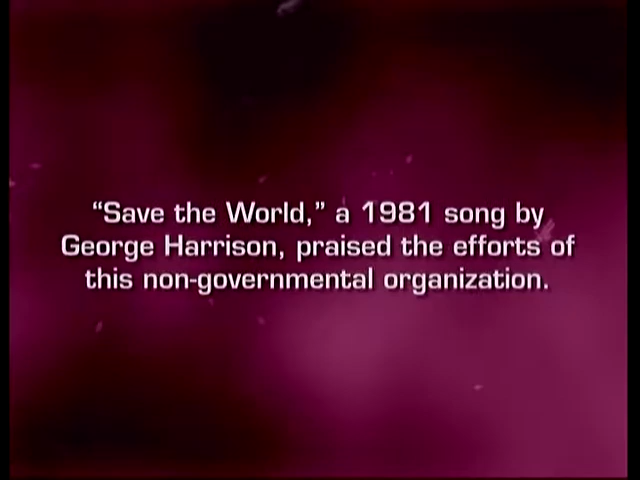 “Save the World,” a 1981 song by
George Harrison, praised the efforts of
this non-governmental organization.